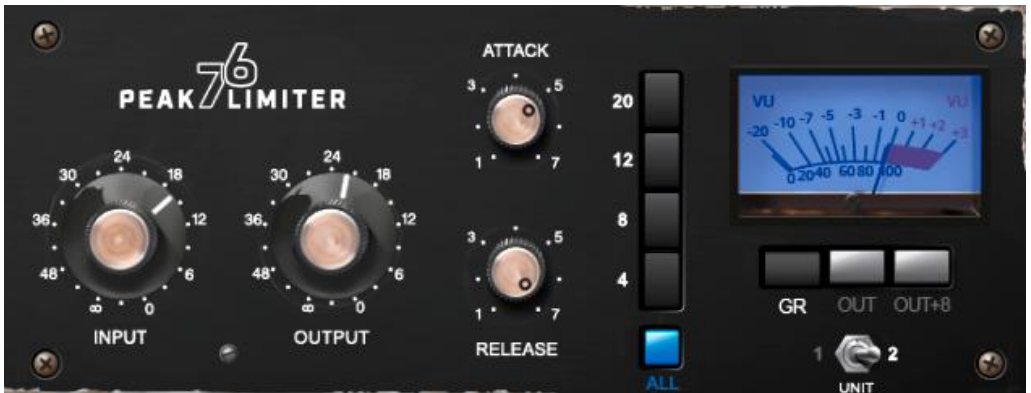 76
PEAK LIMITER
ATTACK
3 5
1 7
24
30 18
36 12
48 6
∞ 0
INPUT
24
30 18
36 12
48 6
∞ 0
OUTPUT
3 5
1 7
RELEASE
20
12
8
4
ALL
VU VU
-20 -10 -7 -5 -3 -1 0 +1 +2 +3
0 20 40 60 80 100
GR OUT OUT+8
1 2
UNIT